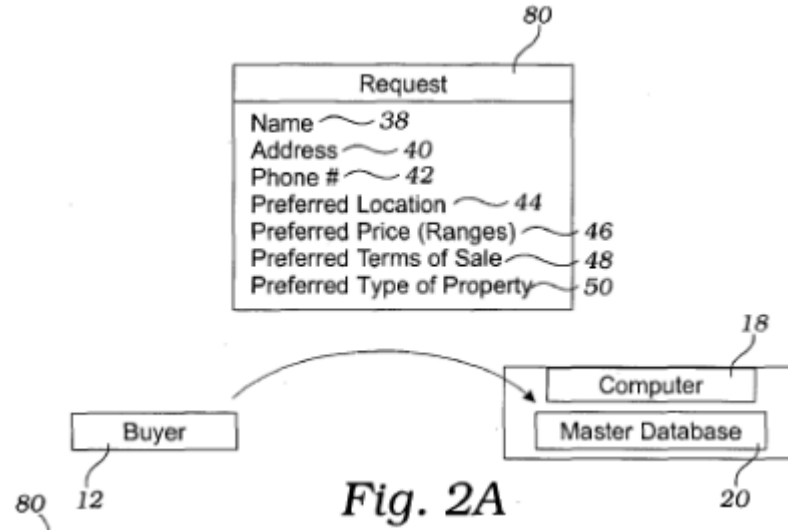 80
Request
Name 38
Address 40
Phone # 42
Preferred Location 44
Preferred Price (Ranges) 46
Preferred Terms of Sale 48
Preferred Type of Property 50
18
Computer
Buyer
Master Database
12
20
Fig. 2A
80